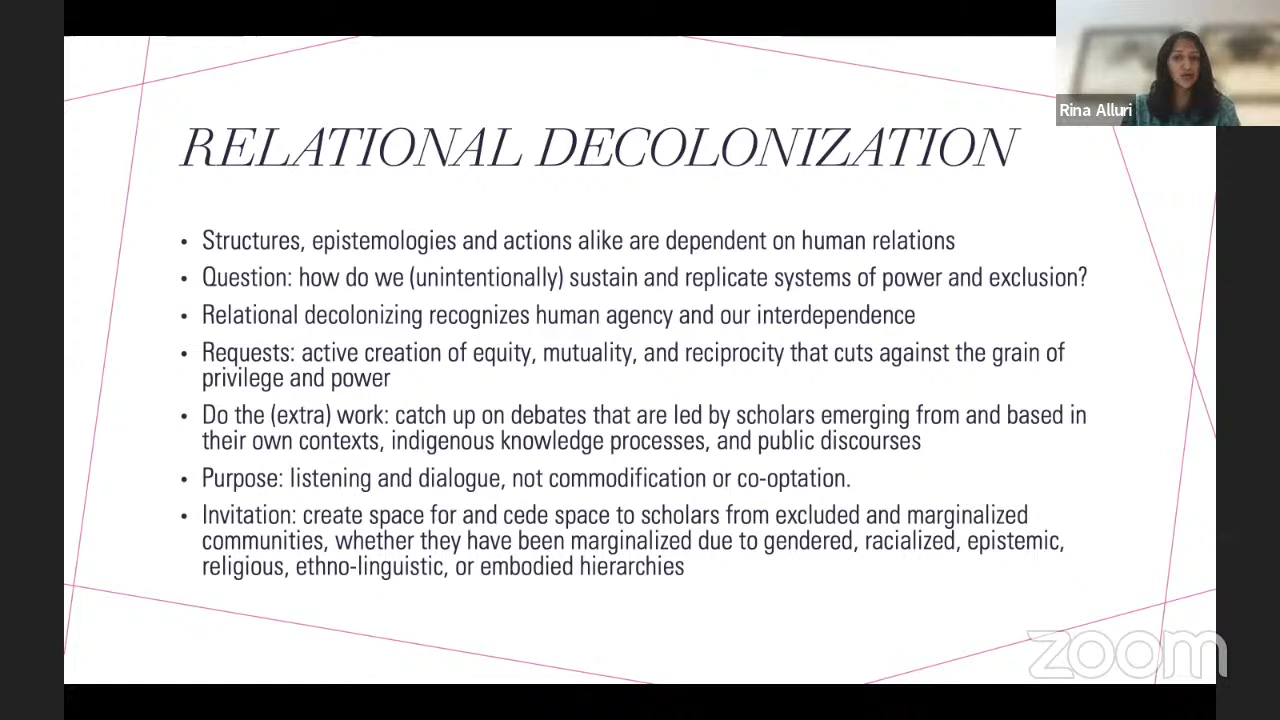 Rina Alluri
RELATIONAL DECOLONIZATION
• Structures, epistemologies and actions alike are dependent on human relations
• Question: how do we (unintentionally) sustain and replicate systems of power and exclusion?
• Relational decolonizing recognizes human agency and our interdependence
• Requests: active creation of equity, mutuality, and reciprocity that cuts against the grain of
privilege and power
• Do the (extra) work: catch up on debates that are led by scholars emerging from and based in
their own contexts, indigenous knowledge processes, and public discourses
• Purpose: listening and dialogue, not commodification or co-optation.
• Invitation: create space for and cede space to scholars from excluded and marginalized
communities, whether they have been marginalized due to gendered, racialized, epistemic,
religious, ethno-linguistic, or embodied hierarchies
zoom